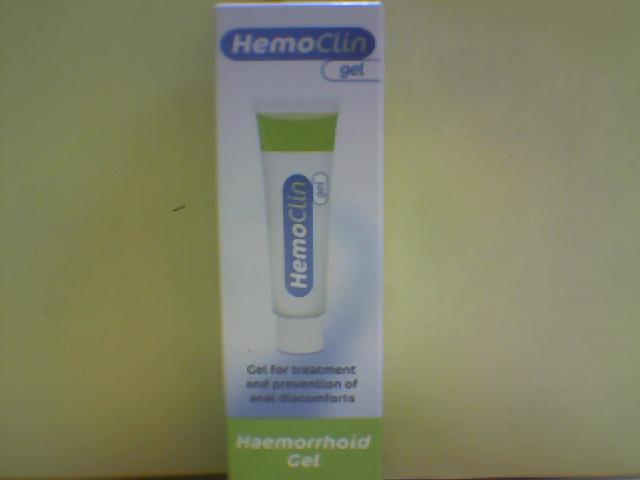 HemoClin
gel
HemoClin
gel
Gel for treatment
and prevention of
anal discomforts
Haemorrhoid
Gel